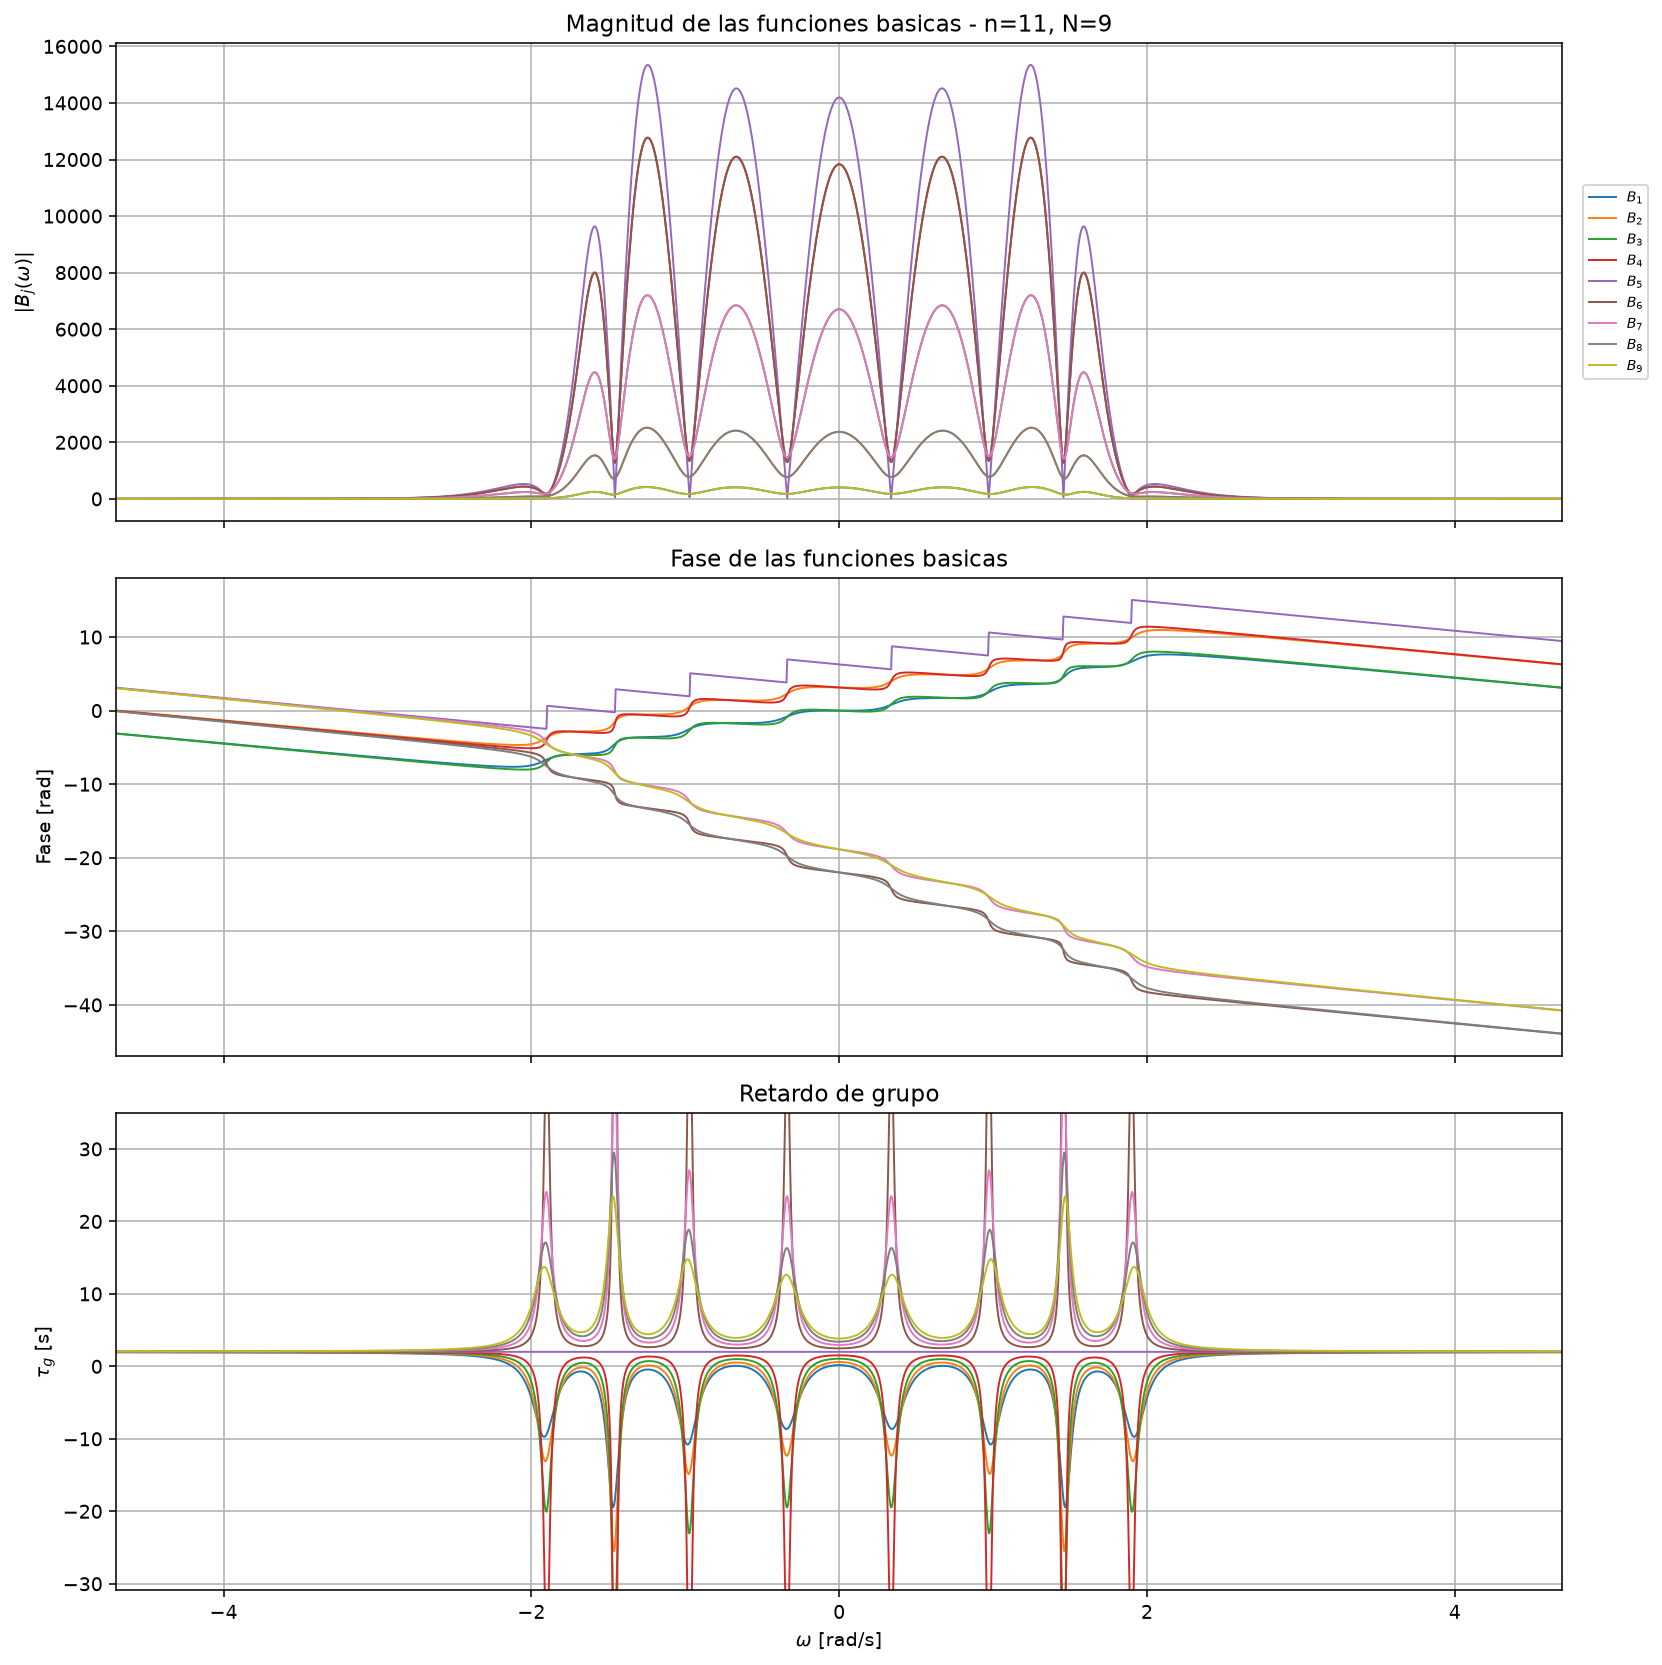 Magnitud de las funciones basicas - n=11, N=9
16000
14000
12000
10000
8000
6000
4000
2000
0
|B_j(ω)|
B_1
B_2
B_3
B_4
B_5
B_6
B_7
B_8
B_9
Fase de las funciones basicas
10
0
−10
−20
−30
−40
Fase [rad]
Retardo de grupo
30
20
10
0
−10
−20
−30
τ_g [s]
−4
−2
0
2
4
ω [rad/s]